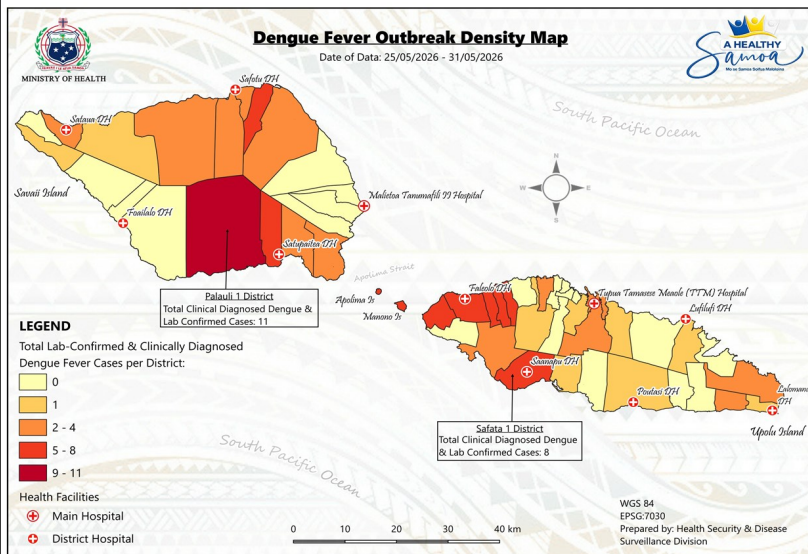 MINISTRY OF HEALTH
Dengue Fever Outbreak Density Map
Date of Data: 25/05/2026 - 31/05/2026
A HEALTHY
Samoa
South Pacific Ocean
Safotu DH
Sataua DH
Savaii Island
Malietoa Tanumafili II Hospital
Foailalo DH
Satupaitea DH
N
W
E
S
Apolima Strait
Palauli 1 District
Total Clinical Diagnosed Dengue &
Lab Confirmed Cases: 11
Apolima Is
Manono Is
Faleolo DH
Tupua Tamasese Meaole (TTM) Hospital
Lufilufi DH
Saanapu DH
Poutasi DH
DH
Upolu Island
Safata 1 District
Total Clinical Diagnosed Dengue
& Lab Confirmed Cases: 8
LEGEND
Total Lab-Confirmed & Clinically Diagnosed
Dengue Fever Cases per District:
0
1
2 - 4
5 - 8
9 - 11
Health Facilities
Main Hospital
District Hospital
South Pacific Ocean
0 10 20 30 40 km
WGS 84
EPSG:7030
Prepared by: Health Security & Disease
Surveillance Division